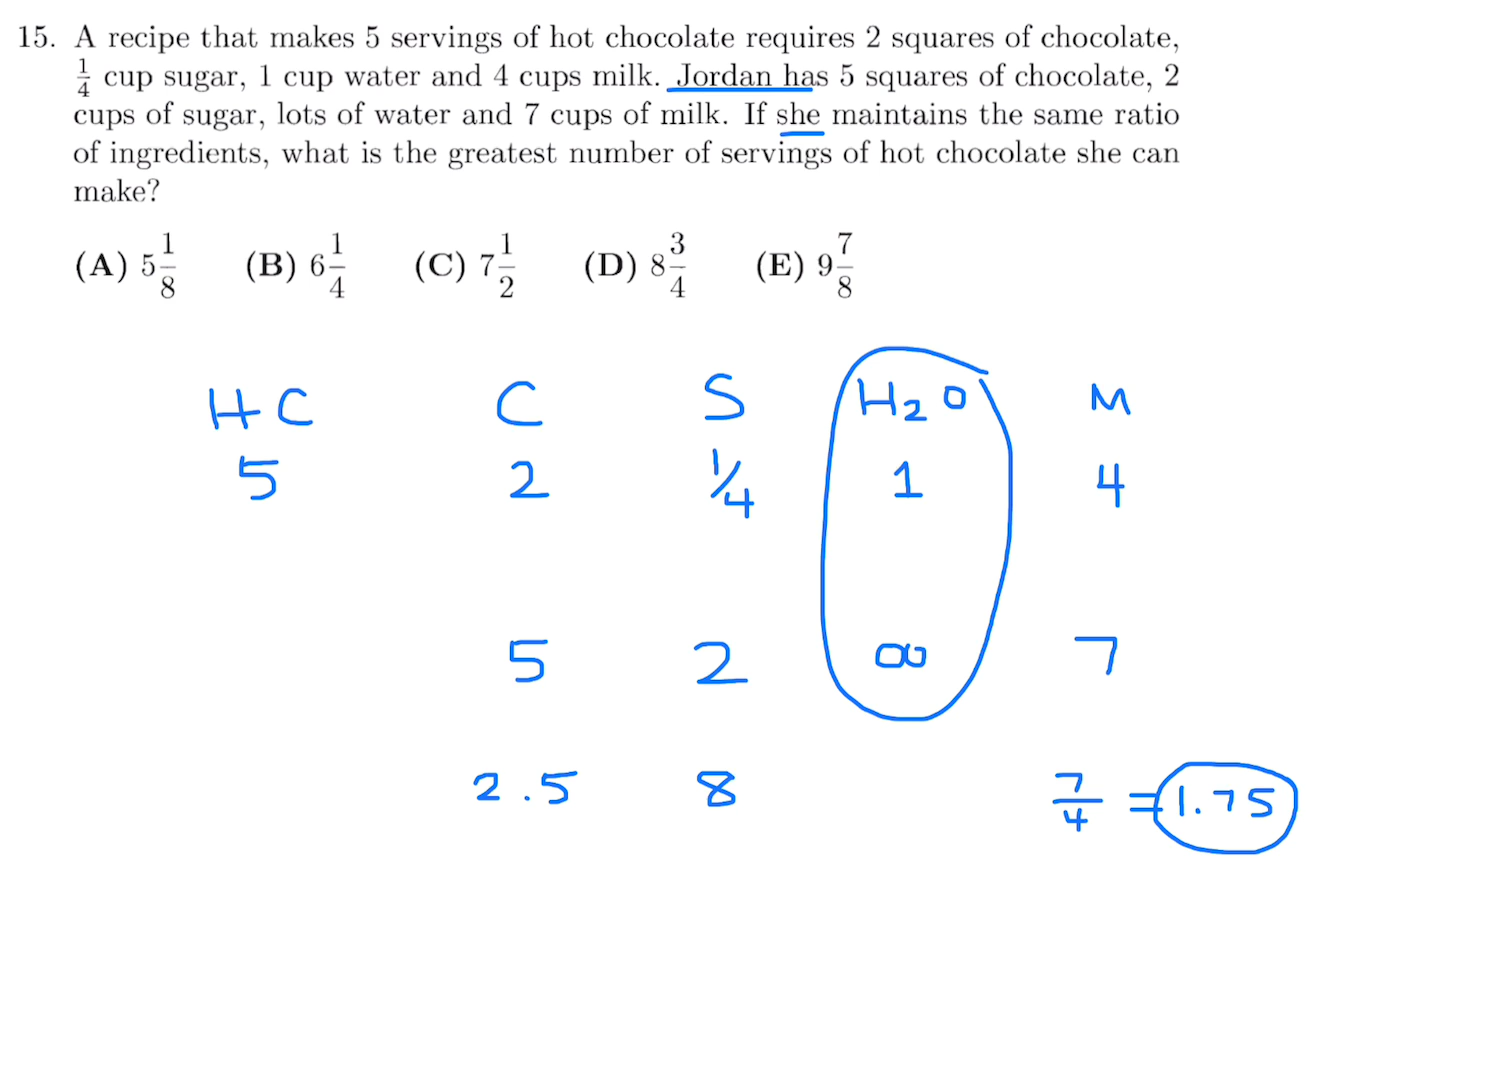 15. A recipe that makes 5 servings of hot chocolate requires 2 squares of chocolate,
1/4 cup sugar, 1 cup water and 4 cups milk. Jordan has 5 squares of chocolate, 2
cups of sugar, lots of water and 7 cups of milk. If she maintains the same ratio
of ingredients, what is the greatest number of servings of hot chocolate she can
make?
(A) 5 1/8 (B) 6 1/4 (C) 7 1/2 (D) 8 3/4 (E) 9 7/8
HC C S H₂O M
5 2 1/4 1 4
5 2 ∞ 7
2.5 8 7/4 = 1.75